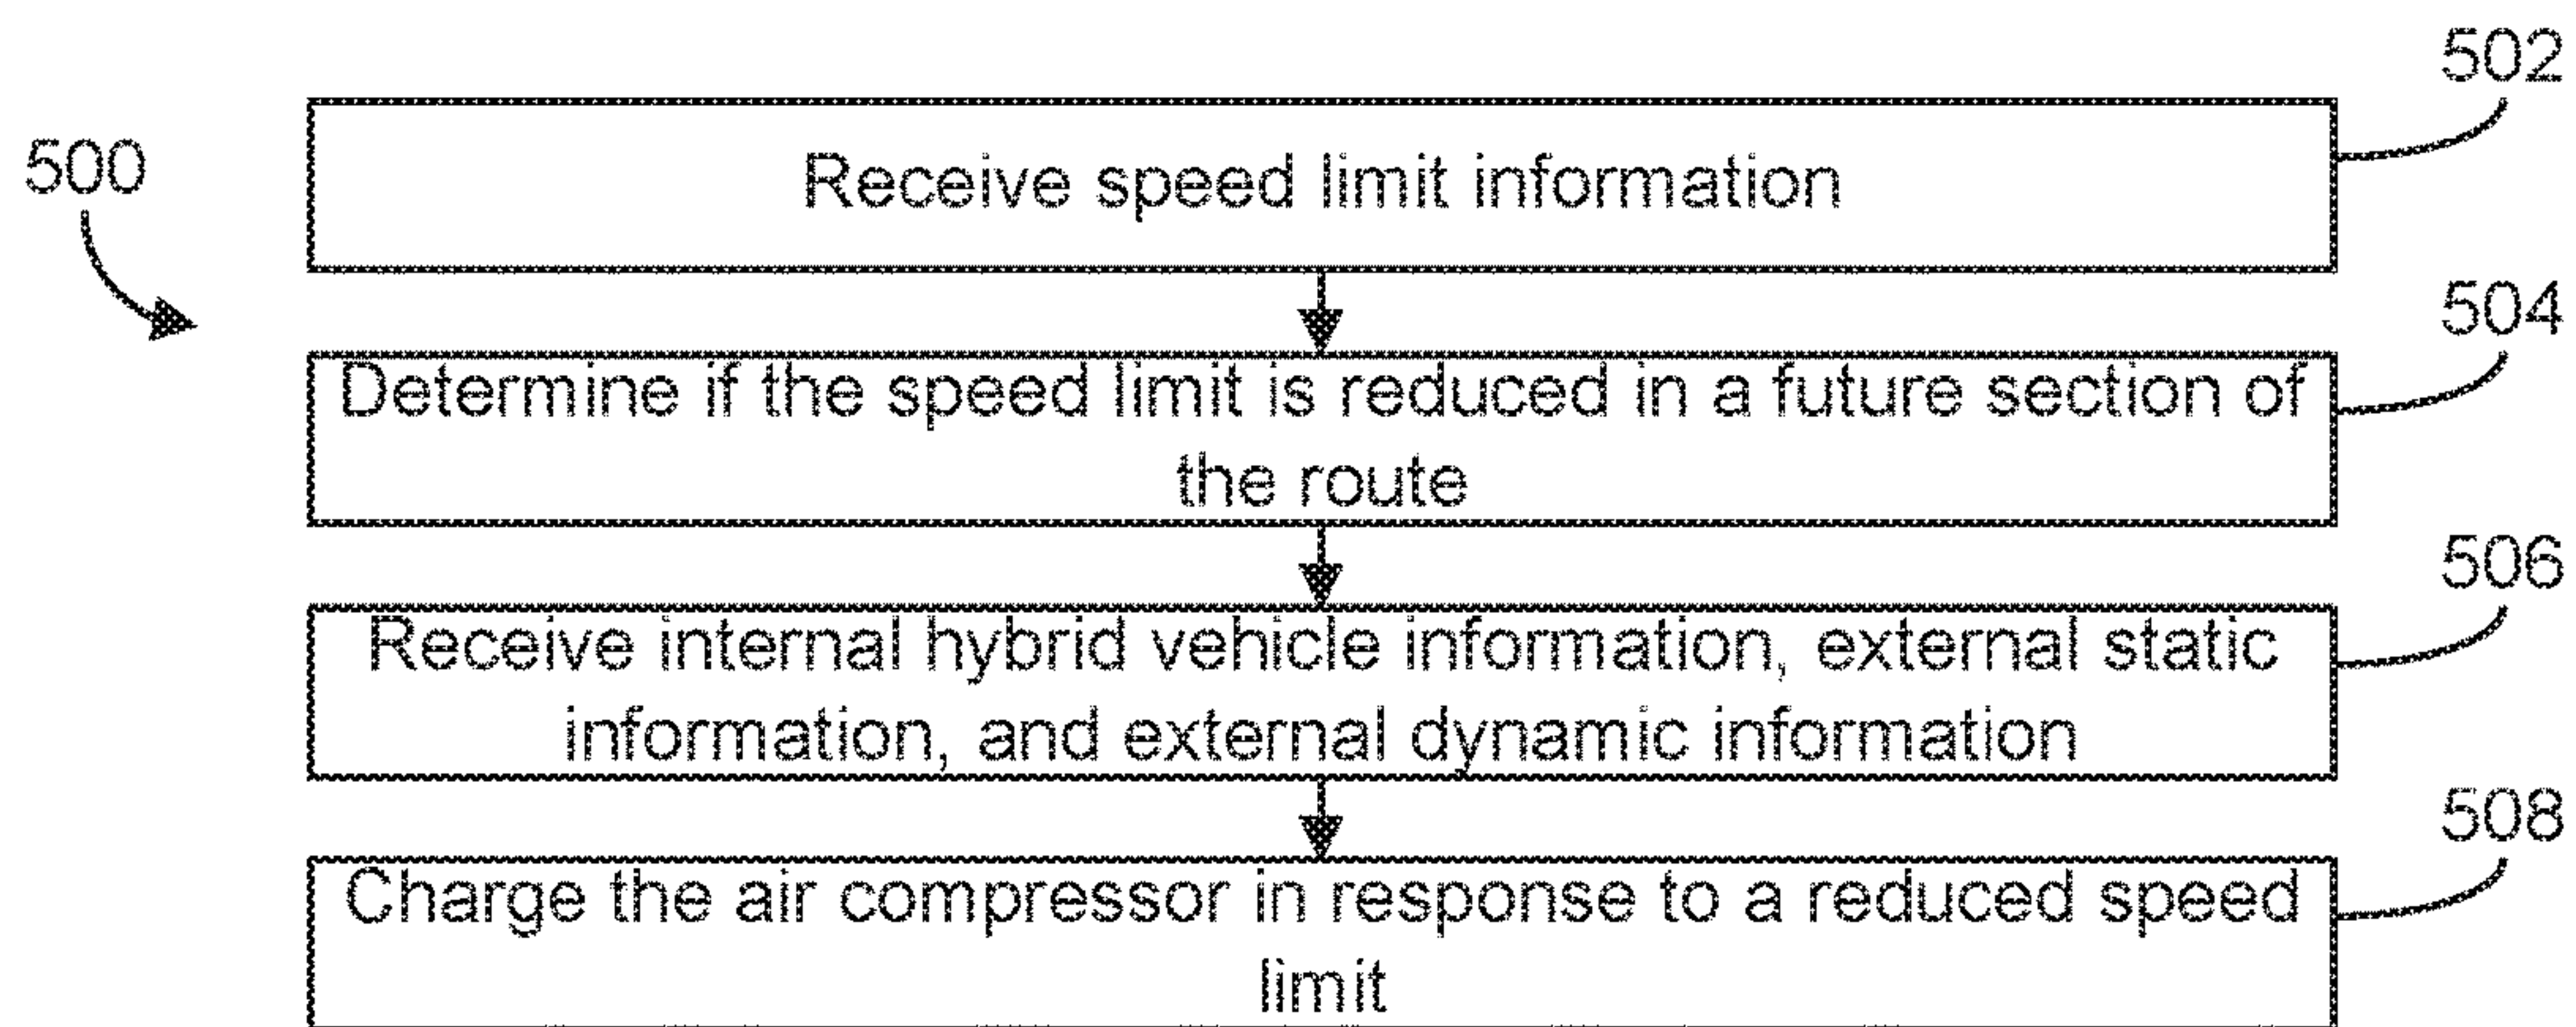 502
500
Receive speed limit information
504
Determine if the speed limit is reduced in a future section of
the route
506
Receive internal hybrid vehicle information, external static
information, and external dynamic information
508
Charge the air compressor in response to a reduced speed
limit